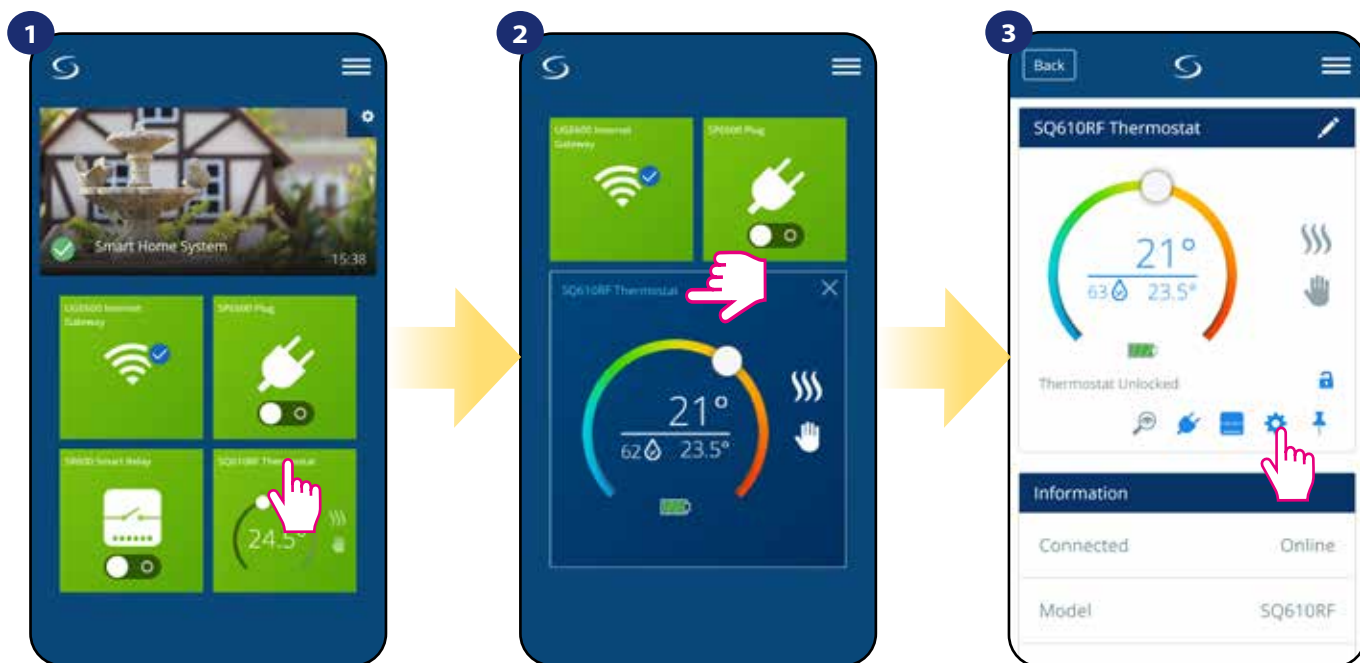 1
Smart Home System
15:38
UGE600 Internet
Gateway
SP600 Plug
SR600 Smart Relay
SQ610RF Thermostat
24.5°
2
UGE600 Internet
Gateway
SP600 Plug
SQ610RF Thermostat
21°
62 23.5°
3
Back
SQ610RF Thermostat
21°
63 23.5°
Thermostat Unlocked
Information
Connected Online
Model SQ610RF